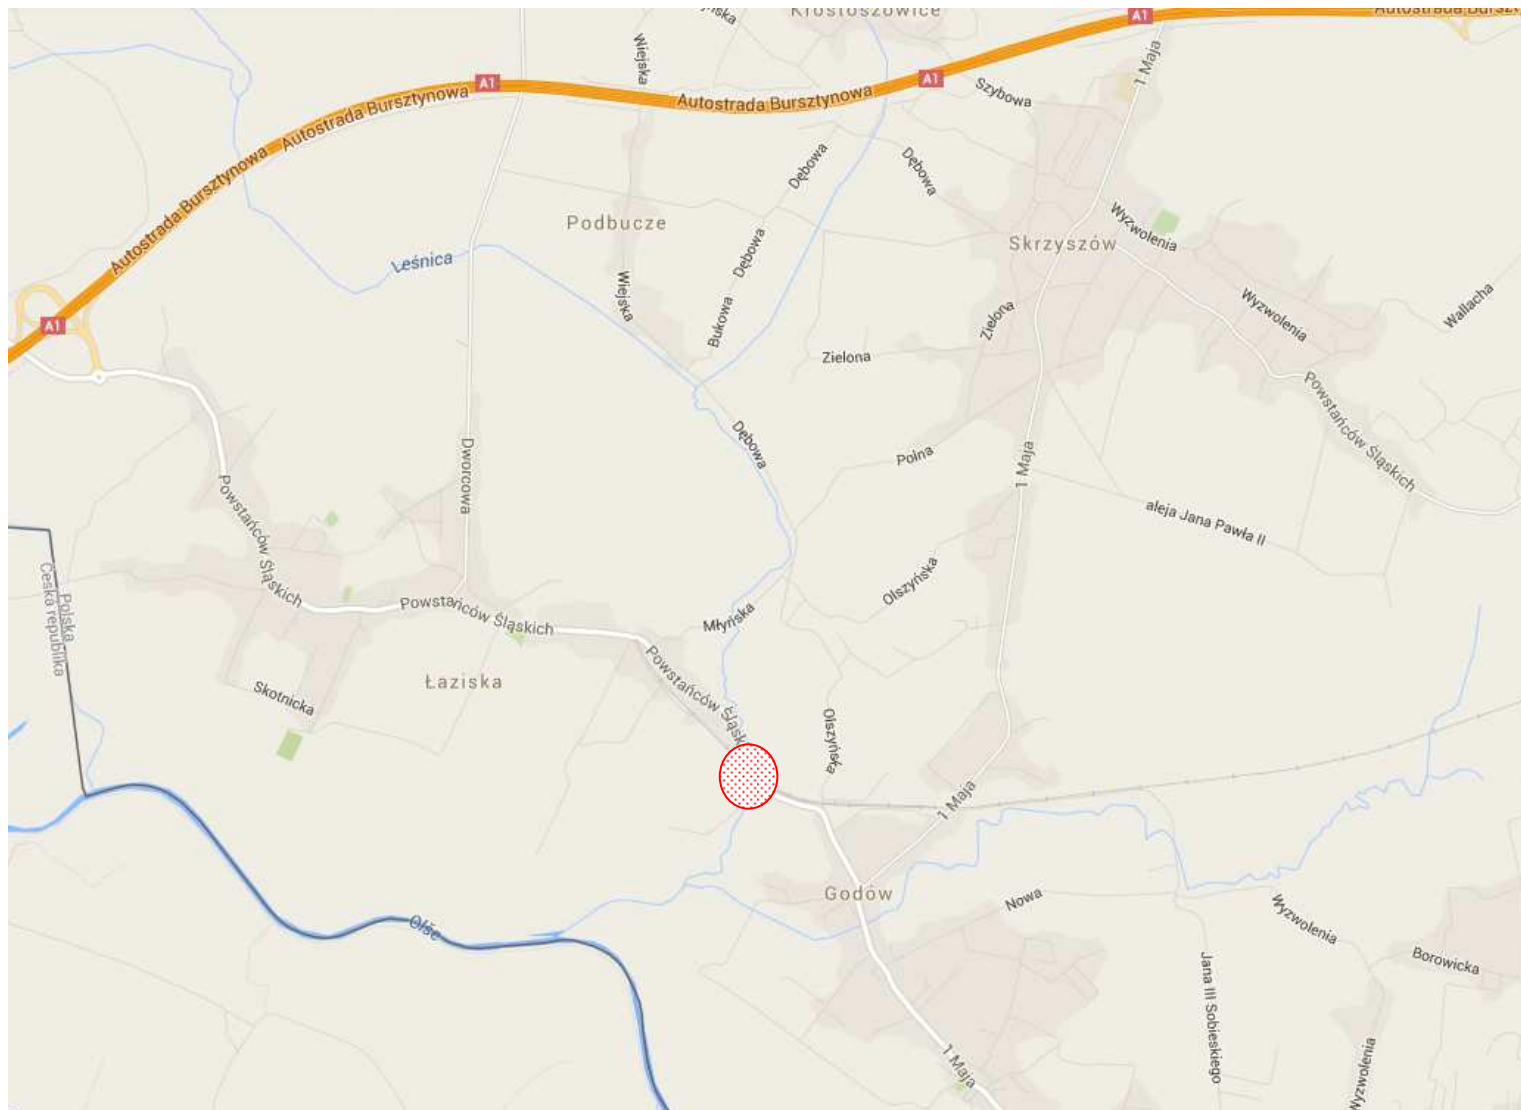 Wiejska
A1
1 Maja
A1
A1
Autostrada Bursztynowa
Autostrada Bursztynowa
Szybowa
Autostrada Bursztynowa
Dębowa
Dębowa
Podbucze
Wyzwolenia
Skrzyszów
Dębowa
Leśnica
Wiejska
Bukowa
Zielona
Wyzwolenia
Wallacha
A1
Zielona
Powstańców Śląskich
Dębowa
Polna
1 Maja
Dworcowa
Powstańców Śląskich
aleja Jana Pawła II
Olszyńska
Polska
Česka republika
Powstańców Śląskich
Młyńska
Powstańców
Łaziska
Skotnicka
Olszyńska
1 Maja
Godów
Nowa
Wyzwolenia
Olše
Borowicka
Jana III Sobieskiego
1 Maja
Wyzwolenia